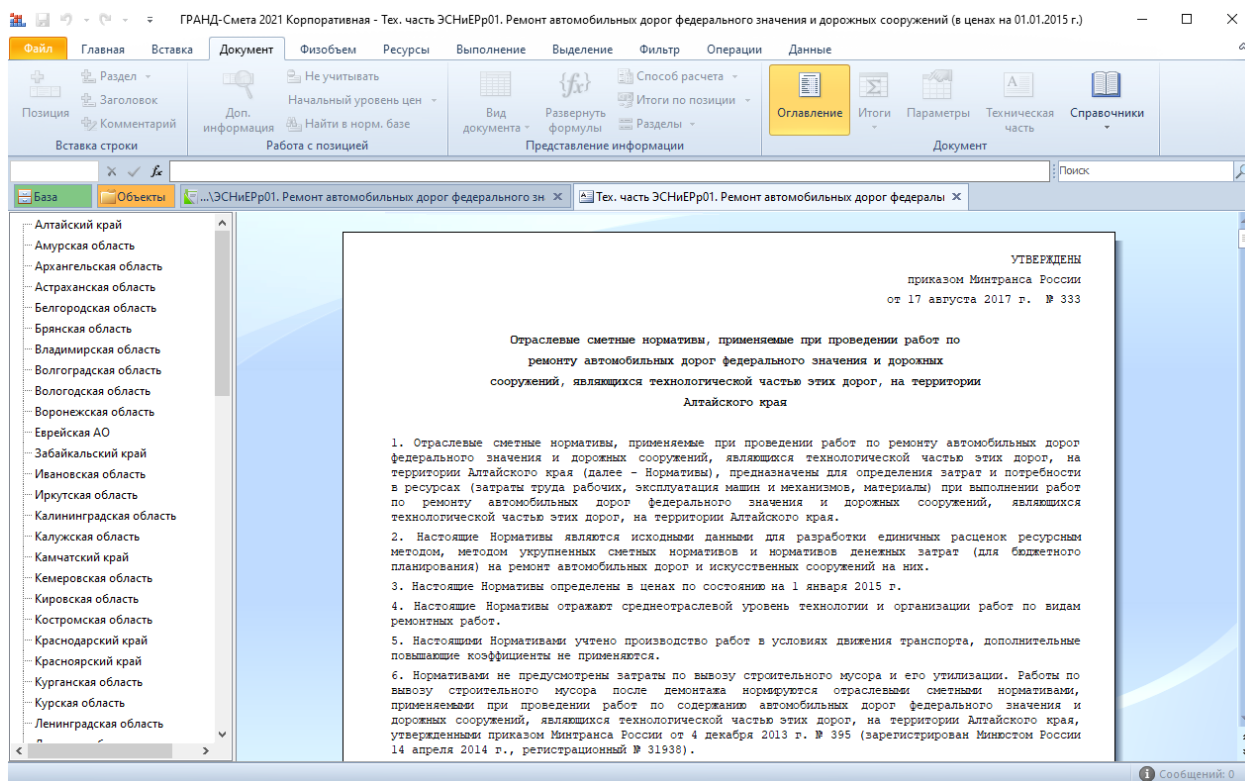 ГРАНД-Смета 2021 Корпоративная - Тех. часть ЭСНиЕРр01. Ремонт автомобильных дорог федерального значения и дорожных сооружений (в ценах на 01.01.2015 г.)
Файл Главная Вставка Документ Физобъем Ресурсы Выполнение Выделение Фильтр Операции Данные
Позиция
Раздел
Заголовок
Комментарий
Вставка строки
Доп. информация
Не учитывать
Начальный уровень цен
Найти в норм. базе
Работа с позицией
Вид документа
{fx}
Развернуть формулы
Способ расчета
Итоги по позиции
Разделы
Представление информации
Оглавление
Итоги
Параметры
Техническая часть
Справочники
Документ
fx
Поиск
База Объекты ...\ЭСНиЕРр01. Ремонт автомобильных дорог федерального зн Тех. часть ЭСНиЕРр01. Ремонт автомобильных дорог федералы
Алтайский край
Амурская область
Архангельская область
Астраханская область
Белгородская область
Брянская область
Владимирская область
Волгоградская область
Вологодская область
Воронежская область
Еврейская АО
Забайкальский край
Ивановская область
Иркутская область
Калининградская область
Калужская область
Камчатский край
Кемеровская область
Кировская область
Костромская область
Краснодарский край
Красноярский край
Курганская область
Курская область
Ленинградская область
УТВЕРЖДЕНЫ
приказом Минтранса России
от 17 августа 2017 г. № 333
Отраслевые сметные нормативы, применяемые при проведении работ по
ремонту автомобильных дорог федерального значения и дорожных
сооружений, являющихся технологической частью этих дорог, на территории
Алтайского края
1. Отраслевые сметные нормативы, применяемые при проведении работ по ремонту автомобильных дорог
федерального значения и дорожных сооружений, являющихся технологической частью этих дорог, на
территории Алтайского края (далее – Нормативы), предназначены для определения затрат и потребности
в ресурсах (затраты труда рабочих, эксплуатация машин и механизмов, материалы) при выполнении работ
по ремонту автомобильных дорог федерального значения и дорожных сооружений, являющихся
технологической частью этих дорог, на территории Алтайского края.
2. Настоящие Нормативы являются исходными данными для разработки единичных расценок ресурсным
методом, методом укрупненных сметных нормативов и нормативов денежных затрат (для бюджетного
планирования) на ремонт автомобильных дорог и искусственных сооружений на них.
3. Настоящие Нормативы определены в ценах по состоянию на 1 января 2015 г.
4. Настоящие Нормативы отражают среднеотраслевой уровень технологии и организации работ по видам
ремонтных работ.
5. Настоящими Нормативами учтено производство работ в условиях движения транспорта, дополнительные
повышающие коэффициенты не применяются.
6. Нормативами не предусмотрены затраты по вывозу строительного мусора и его утилизации. Работы по
вывозу строительного мусора после демонтажа нормируются отраслевыми сметными нормативами,
применяемыми при проведении работ по содержанию автомобильных дорог федерального значения и
дорожных сооружений, являющихся технологической частью этих дорог, на территории Алтайского края,
утвержденными приказом Минтранса России от 4 декабря 2013 г. № 395 (зарегистрирован Минюстом России
14 апреля 2014 г., регистрационный № 31938).
Сообщений: 0